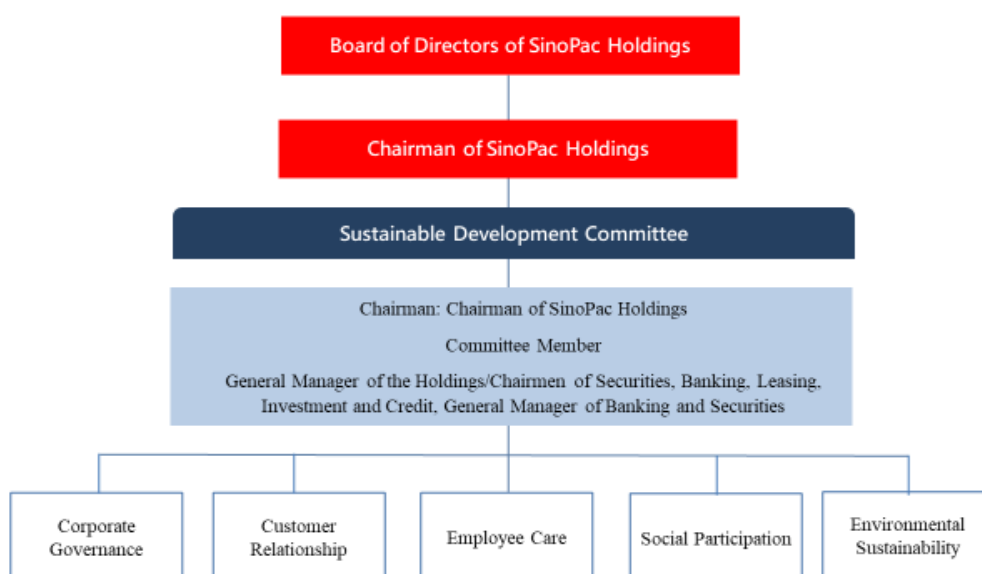 Board of Directors of SinoPac Holdings
Chairman of SinoPac Holdings
Sustainable Development Committee
Chairman: Chairman of SinoPac Holdings
Committee Member
General Manager of the Holdings/Chairmen of Securities, Banking, Leasing,
Investment and Credit, General Manager of Banking and Securities
Corporate
Governance
Customer
Relationship
Employee Care
Social Participation
Environmental
Sustainability